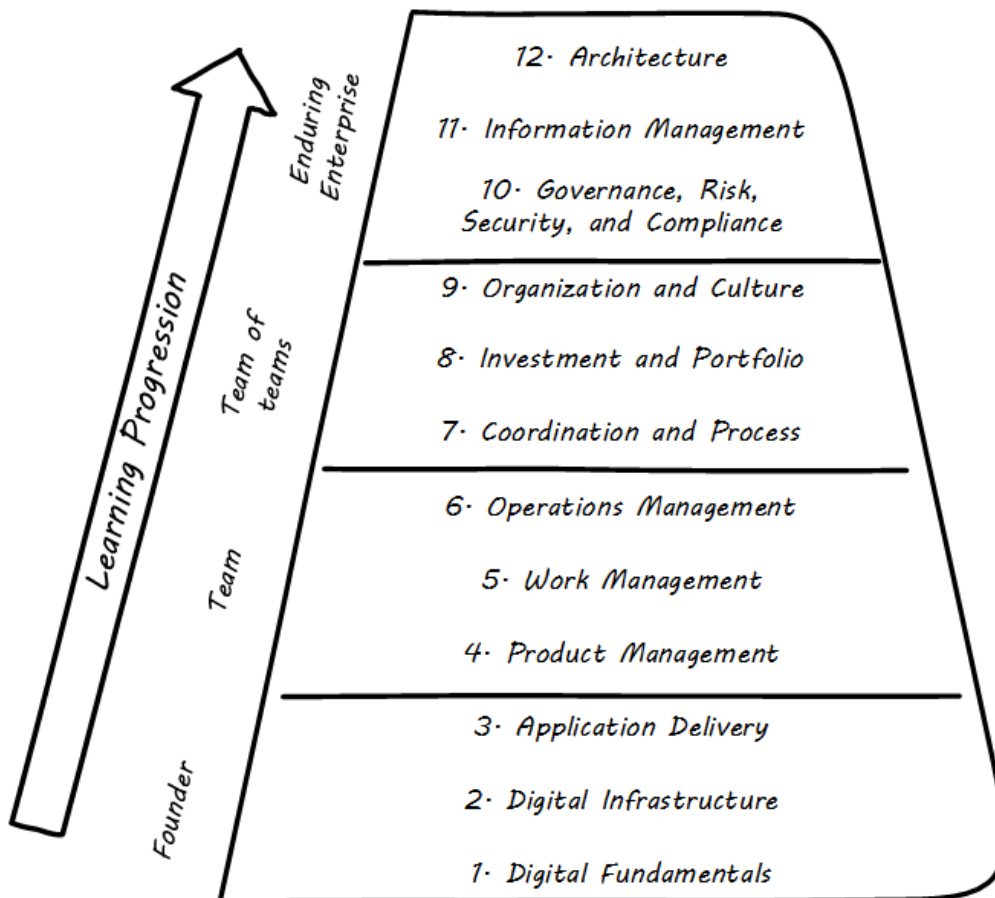 12. Architecture
11. Information Management
10. Governance, Risk,
Security, and Compliance
Enduring
Enterprise
9. Organization and Culture
8. Investment and Portfolio
7. Coordination and Process
Team of
teams
6. Operations Management
5. Work Management
4. Product Management
Team
3. Application Delivery
2. Digital Infrastructure
1. Digital Fundamentals
Founder
Learning Progression